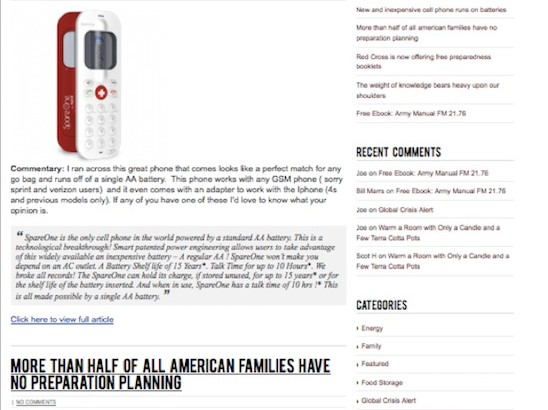 SpareOne
Commentary: I ran across this great phone that comes looks like a perfect match for any
go bag and runs off of a single AA battery. This phone works with any GSM phone ( sorry
sprint and verizon users) and it even comes with an adapter to work with the Iphone (4s
and previous models only). If any of you have one of these I'd love to know what your
opinion is.
“ SpareOne is the only cell phone in the world powered by a standard AA battery. This is a
technological breakthrough! Smart patented power engineering allows users to take advantage
of this widely available an inexpensive battery – A regular AA ! SpareOne won't make you
depend on an AC outlet. A Battery Shelf life of 15 Years*. Talk Time for up to 10 Hours*. We
broke all records! The SpareOne can hold its charge, if stored unused, for up to 15 years* or for
the shelf life of the battery inserted. And when in use, SpareOne has a talk time of 10 hrs !* This
is all made possible by a single AA battery. ”
Click here to view full article
MORE THAN HALF OF ALL AMERICAN FAMILIES HAVE
NO PREPARATION PLANNING
| NO COMMENTS
New and inexpensive cell phone runs on batteries
More than half of all american families have no
preparation planning
Red Cross is now offering free preparedness
booklets
The weight of knowledge bears heavy upon our
shoulders
Free Ebook: Army Manual FM 21.76
RECENT COMMENTS
Joe on Free Ebook: Army Manual FM 21.76
Bill Marrs on Free Ebook: Army Manual FM 21.76
Joe on Global Crisis Alert
Joe on Warm a Room with Only a Candle and a
Few Terra Cotta Pots
Scot H on Warm a Room with Only a Candle and a
Few Terra Cotta Pots
CATEGORIES
Energy
Family
Featured
Food Storage
Global Crisis Alert